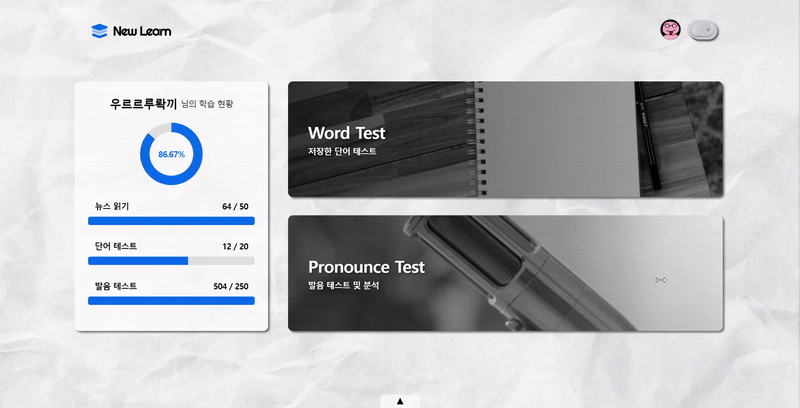 New Learn
우르르루롹끼 님의 학습 현황
86.67%
뉴스 읽기 64 / 50
단어 테스트 12 / 20
발음 테스트 504 / 250
Word Test
저장한 단어 테스트
Pronounce Test
발음 테스트 및 분석